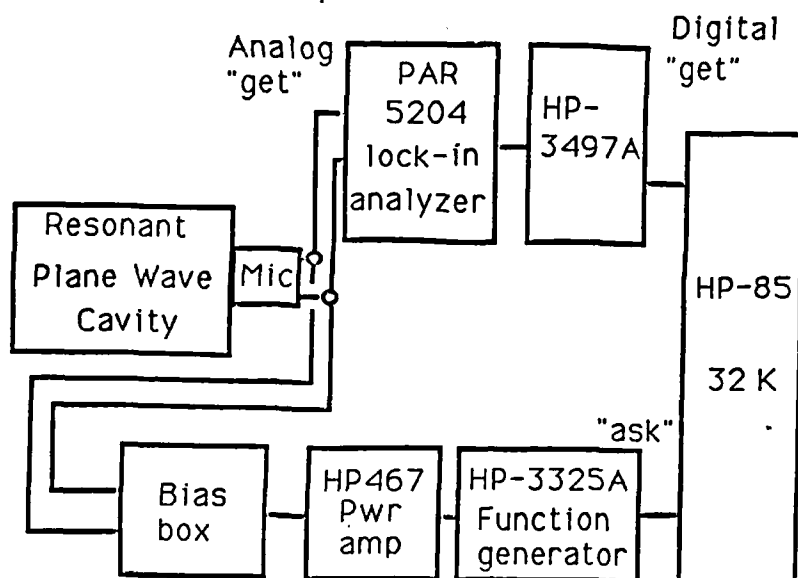 Analog
"get"
PAR
5204
lock-in
analyzer
HP-
3497A
Digital
"get"
Resonant
Plane Wave
Cavity
Mic
HP-85
32 K
"ask"
Bias
box
HP467
Pwr
amp
HP-3325A
Function
generator